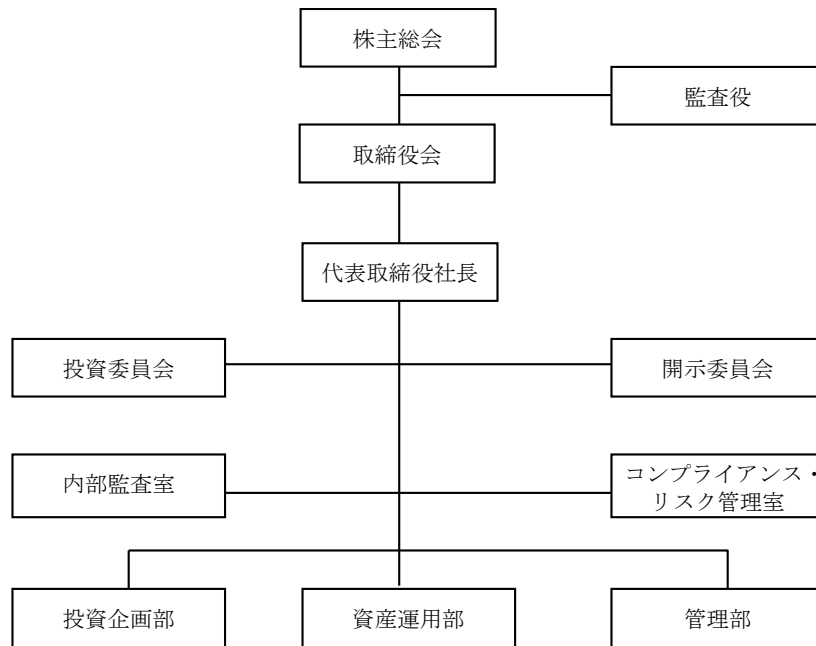 株主総会
監査役
取締役会
代表取締役社長
投資委員会
開示委員会
内部監査室
コンプライアンス・
リスク管理室
投資企画部
資産運用部
管理部